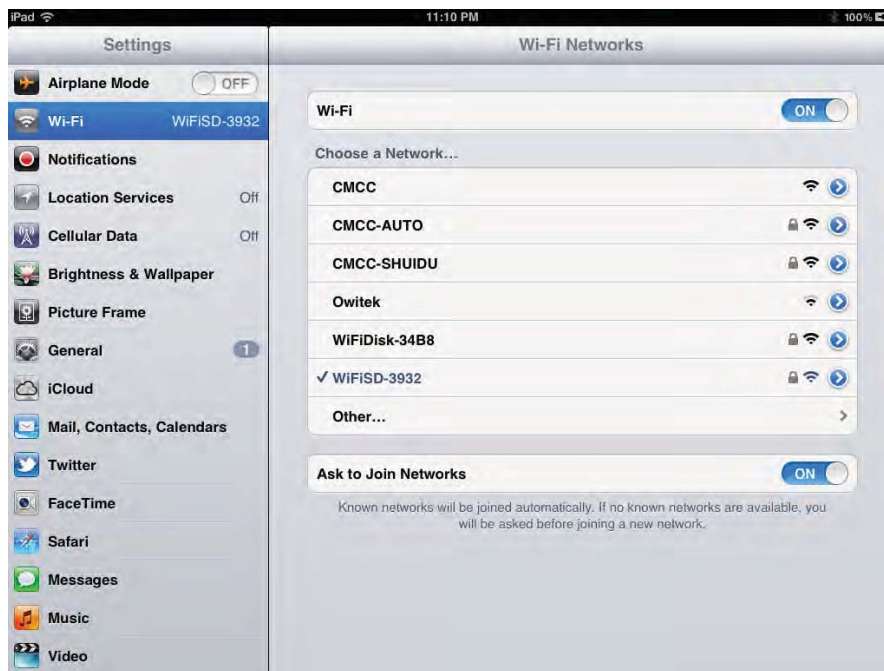 iPad 11:10 PM 100%
Settings
Airplane Mode OFF
Wi-Fi WiFiSD-3932
Notifications
Location Services Off
Cellular Data Off
Brightness & Wallpaper
Picture Frame
General 1
iCloud
Mail, Contacts, Calendars
Twitter
FaceTime
Safari
Messages
Music
Video
Wi-Fi Networks
Wi-Fi ON
Choose a Network...
CMCC
CMCC-AUTO
CMCC-SHUIDU
Owitek
WiFiDisk-34B8
✓ WiFiSD-3932
Other...
Ask to Join Networks ON
Known networks will be joined automatically. If no known networks are available, you
will be asked before joining a new network.